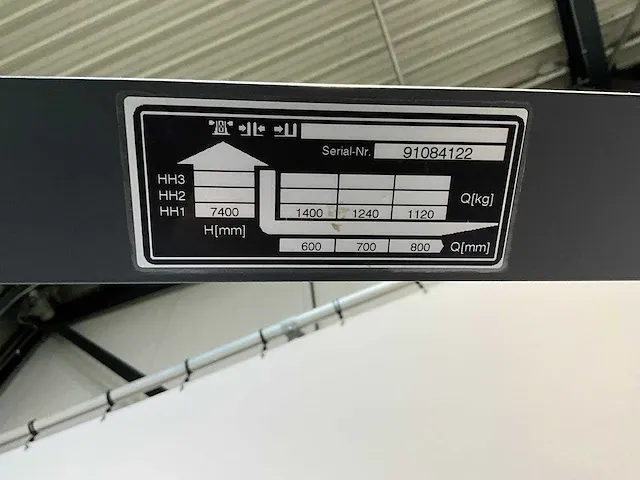 Serial-Nr. 91084122
HH3
HH2 Q[kg]
HH1 7400 1400 1240 1120
H[mm]
600 700 800 Q[mm]